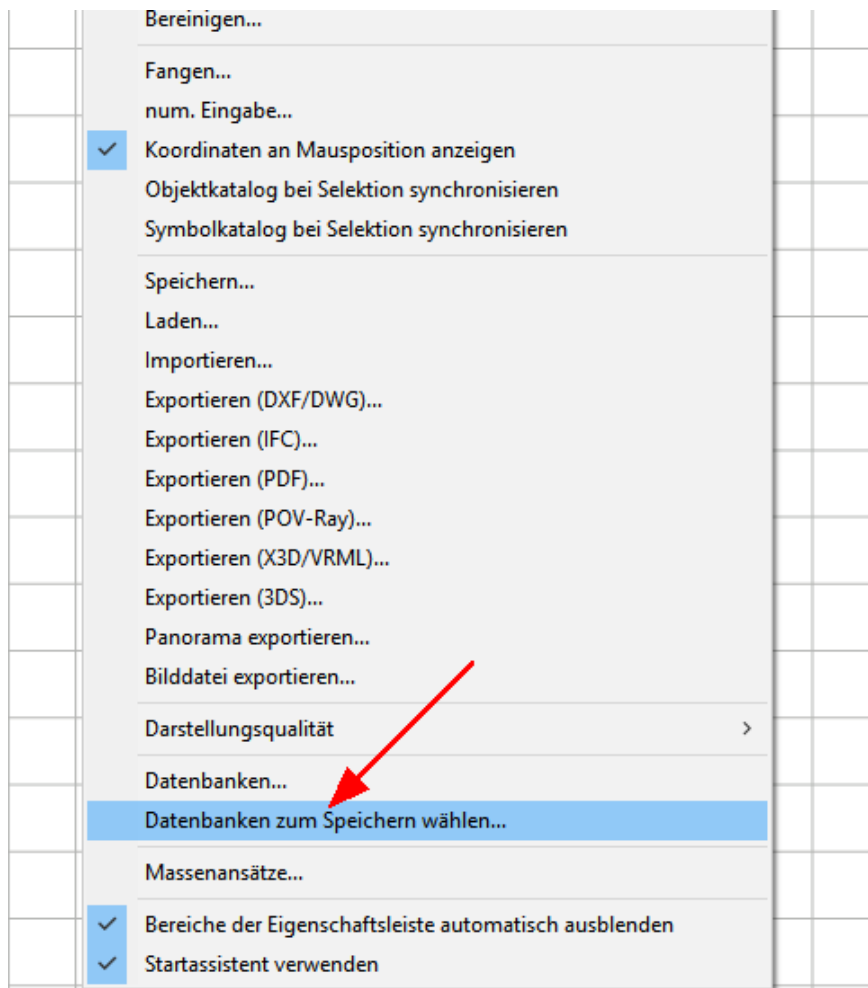 Bereinigen...
Fangen...
num. Eingabe...
Koordinaten an Mausposition anzeigen
Objektkatalog bei Selektion synchronisieren
Symbolkatalog bei Selektion synchronisieren
Speichern...
Laden...
Importieren...
Exportieren (DXF/DWG)...
Exportieren (IFC)...
Exportieren (PDF)...
Exportieren (POV-Ray)...
Exportieren (X3D/VRML)...
Exportieren (3DS)...
Panorama exportieren...
Bilddatei exportieren...
Darstellungsqualität
Datenbanken...
Datenbanken zum Speichern wählen...
Massenansätze...
Bereiche der Eigenschaftsleiste automatisch ausblenden
Startassistent verwenden